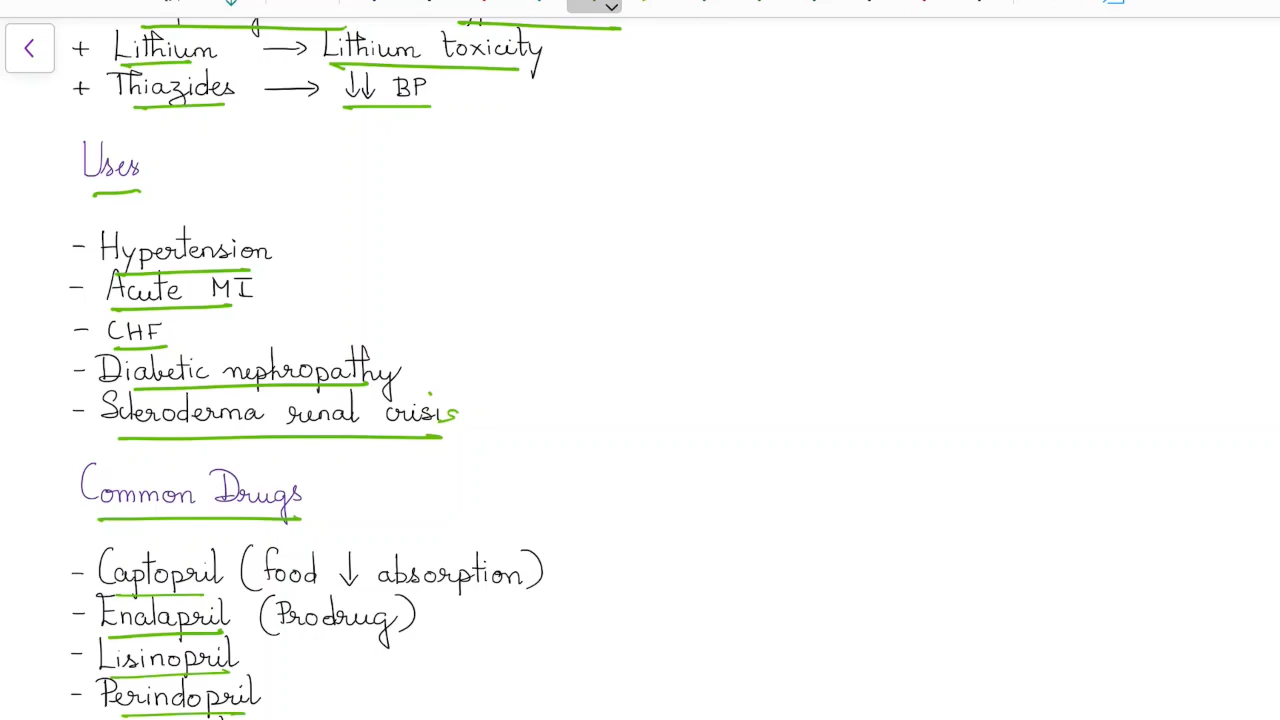 + Lithium → Lithium toxicity
+ Thiazides → ↓↓ BP
Uses
- Hypertension
- Acute MI
- CHF
- Diabetic nephropathy
- Scleroderma renal crisis
Common Drugs
- Captopril (food ↓ absorption)
- Enalapril (Prodrug)
- Lisinopril
- Perindopril